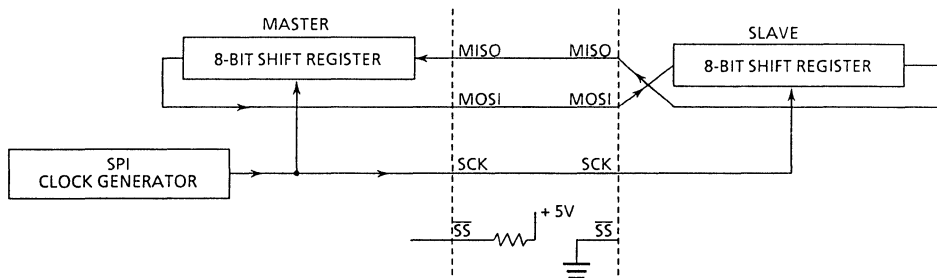 MASTER
8-BIT SHIFT REGISTER
MISO MISO
SLAVE
8-BIT SHIFT REGISTER
MOSI MOSI
SPI
CLOCK GENERATOR
SCK SCK
+5V
SS SS